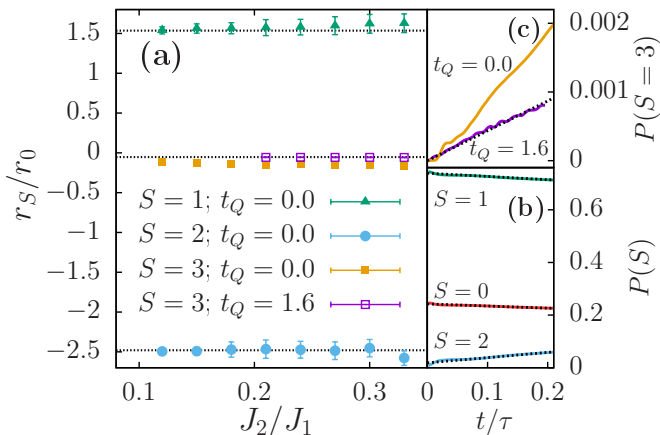 (a)
1.5
1
0.5
0
−0.5
−1
−1.5
−2
−2.5
r_S/r_0
0.1
0.2
0.3
J_2/J_1
S = 1; t_Q = 0.0
S = 2; t_Q = 0.0
S = 3; t_Q = 0.0
S = 3; t_Q = 1.6
(c)
t_Q = 0.0
t_Q = 1.6
0.002
0.001
0
P(S = 3)
(b)
S = 1
S = 0
S = 2
0.6
0.4
0.2
0
P(S)
0
0.1
0.2
t/τ